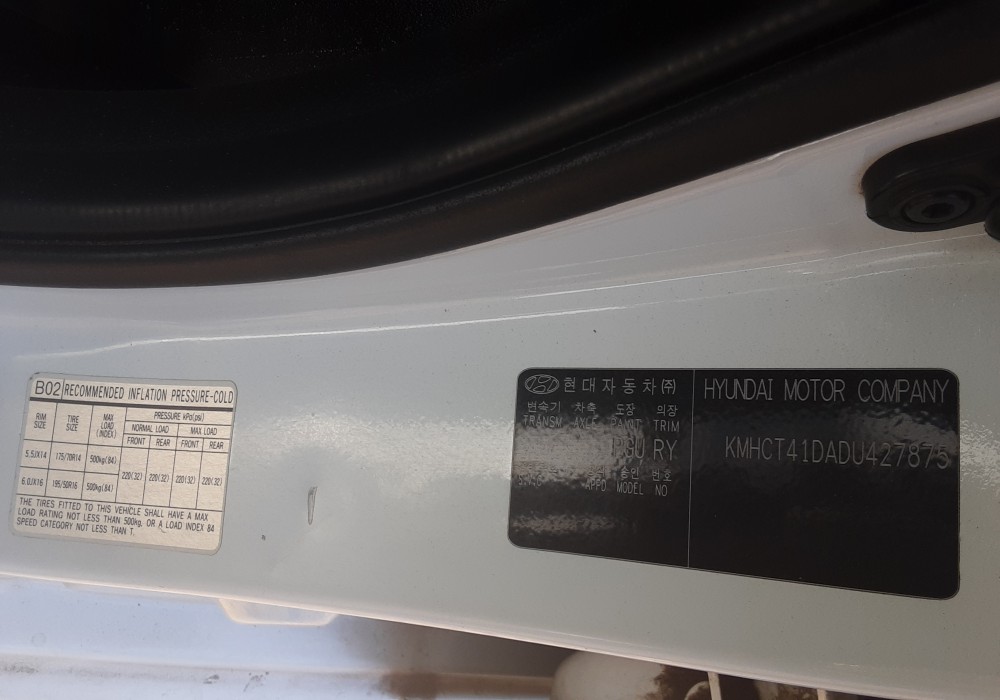 B02 RECOMMENDED INFLATION PRESSURE-COLD
RIM SIZE TIRE SIZE MAX LOAD (INDEX) PRESSURE kPa(psi)
NORMAL LOAD MAX LOAD
FRONT REAR FRONT REAR
5.5JX14 175/70R14 500kg(84)
220(32) 220(32) 220(32) 220(32)
6.0JX16 195/50R16 500kg(84)
THE TIRES FITTED TO THIS VEHICLE SHALL HAVE A MAX
LOAD RATING NOT LESS THAN 500kg, OR A LOAD INDEX 84
SPEED CATEGORY NOT LESS THAN T.
현대자동차(주)
변속기 차축 도장 의장
TRANSM AXLE PAINT TRIM
RY
승인 번호
APPD MODEL NO
HYUNDAI MOTOR COMPANY
KMHCT41DADU427875